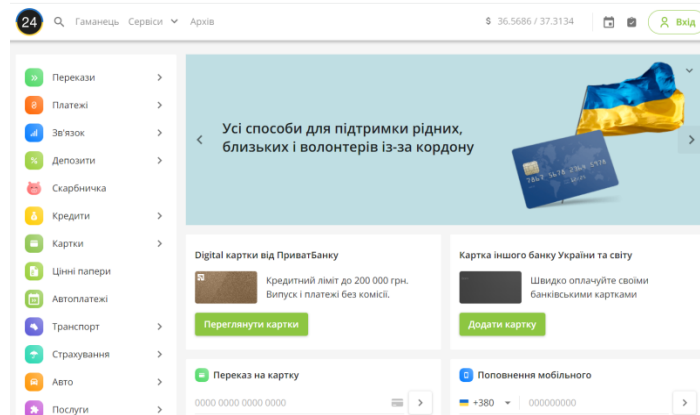 24 Гаманець Сервіси Архів $ 36.5686 / 37.3134 Вхід
Перекази
Платежі
Зв'язок
Депозити
Скарбничка
Кредити
Картки
Цінні папери
Автоплатежі
Транспорт
Страхування
Авто
Послуги
Усі способи для підтримки рідних,
близьких і волонтерів із-за кордону
Digital картки від ПриватБанку
Кредитний ліміт до 200 000 грн.
Випуск і платежі без комісії.
Переглянути картки
Картка іншого банку України та світу
Швидко оплачуйте своїми
банківськими картками
Додати картку
Переказ на картку
0000 0000 0000 0000
Поповнення мобільного
+380 000000000